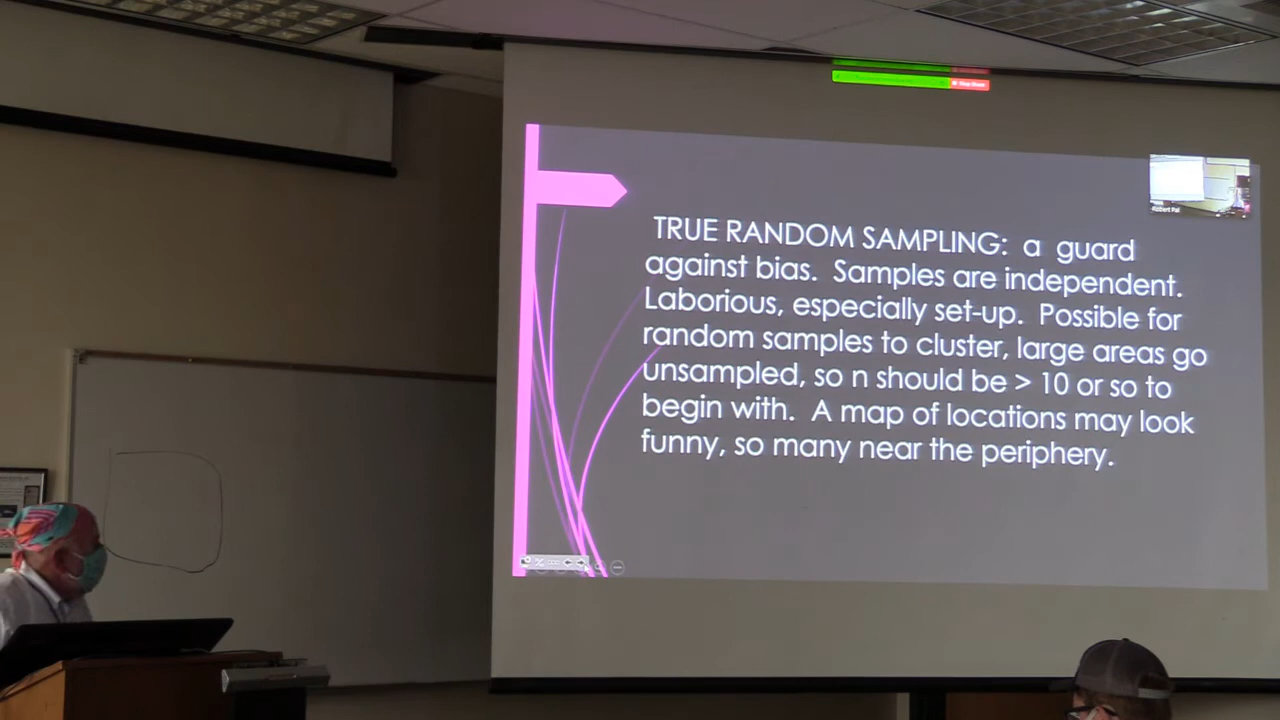 TRUE RANDOM SAMPLING: a guard
against bias. Samples are independent.
Laborious, especially set-up. Possible for
random samples to cluster, large areas go
unsampled, so n should be > 10 or so to
begin with. A map of locations may look
funny, so many near the periphery.